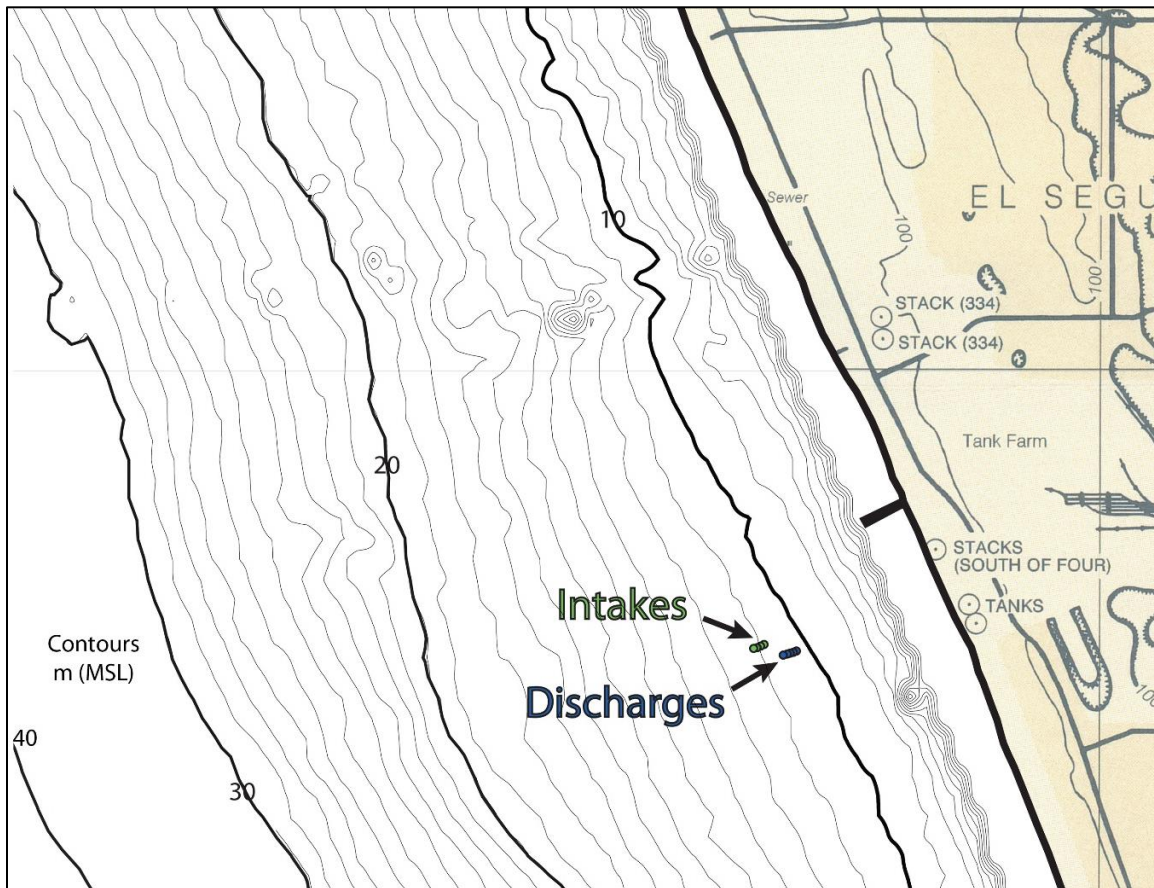 Sewer
EL SEGU
10
100
100
STACK (334)
STACK (334)
Tank Farm
20
STACKS
(SOUTH OF FOUR)
Intakes
TANKS
Contours
m (MSL)
Discharges
100
40
30